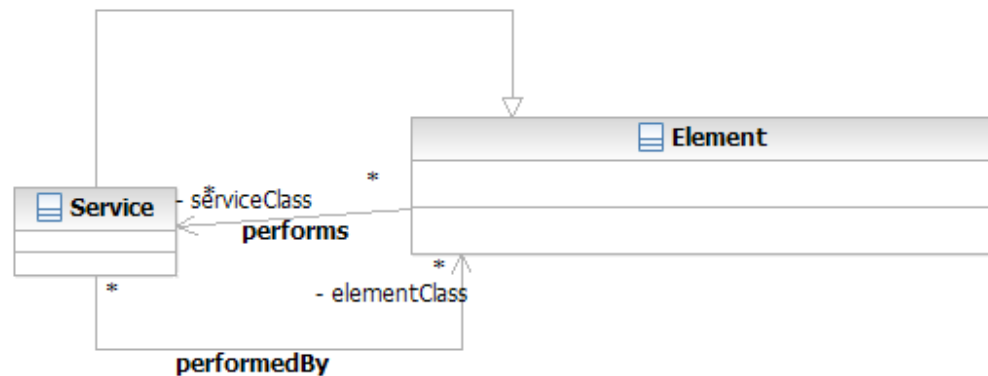 Element
*
*
- serviceClass
Service
performs
*
*
- elementClass
performedBy